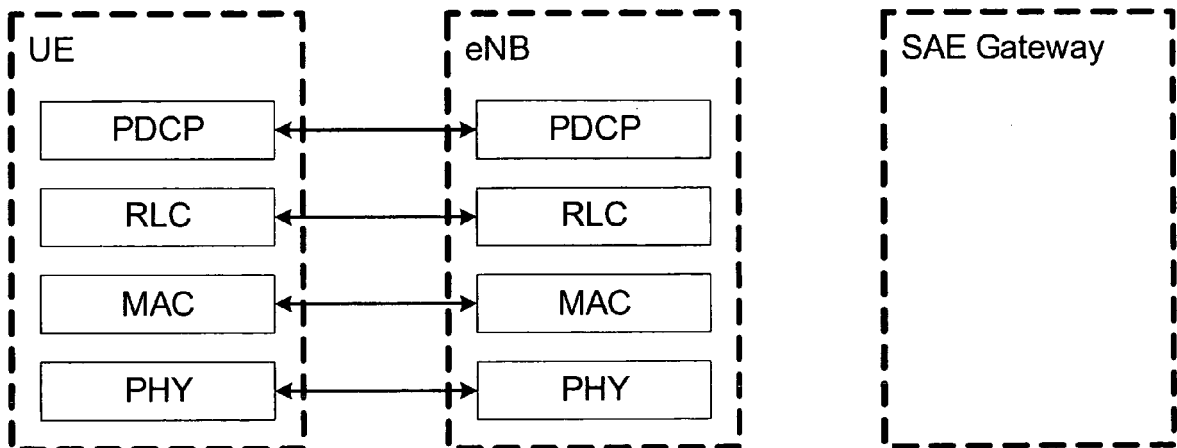 UE
eNB
SAE Gateway
PDCP
PDCP
RLC
RLC
MAC
MAC
PHY
PHY